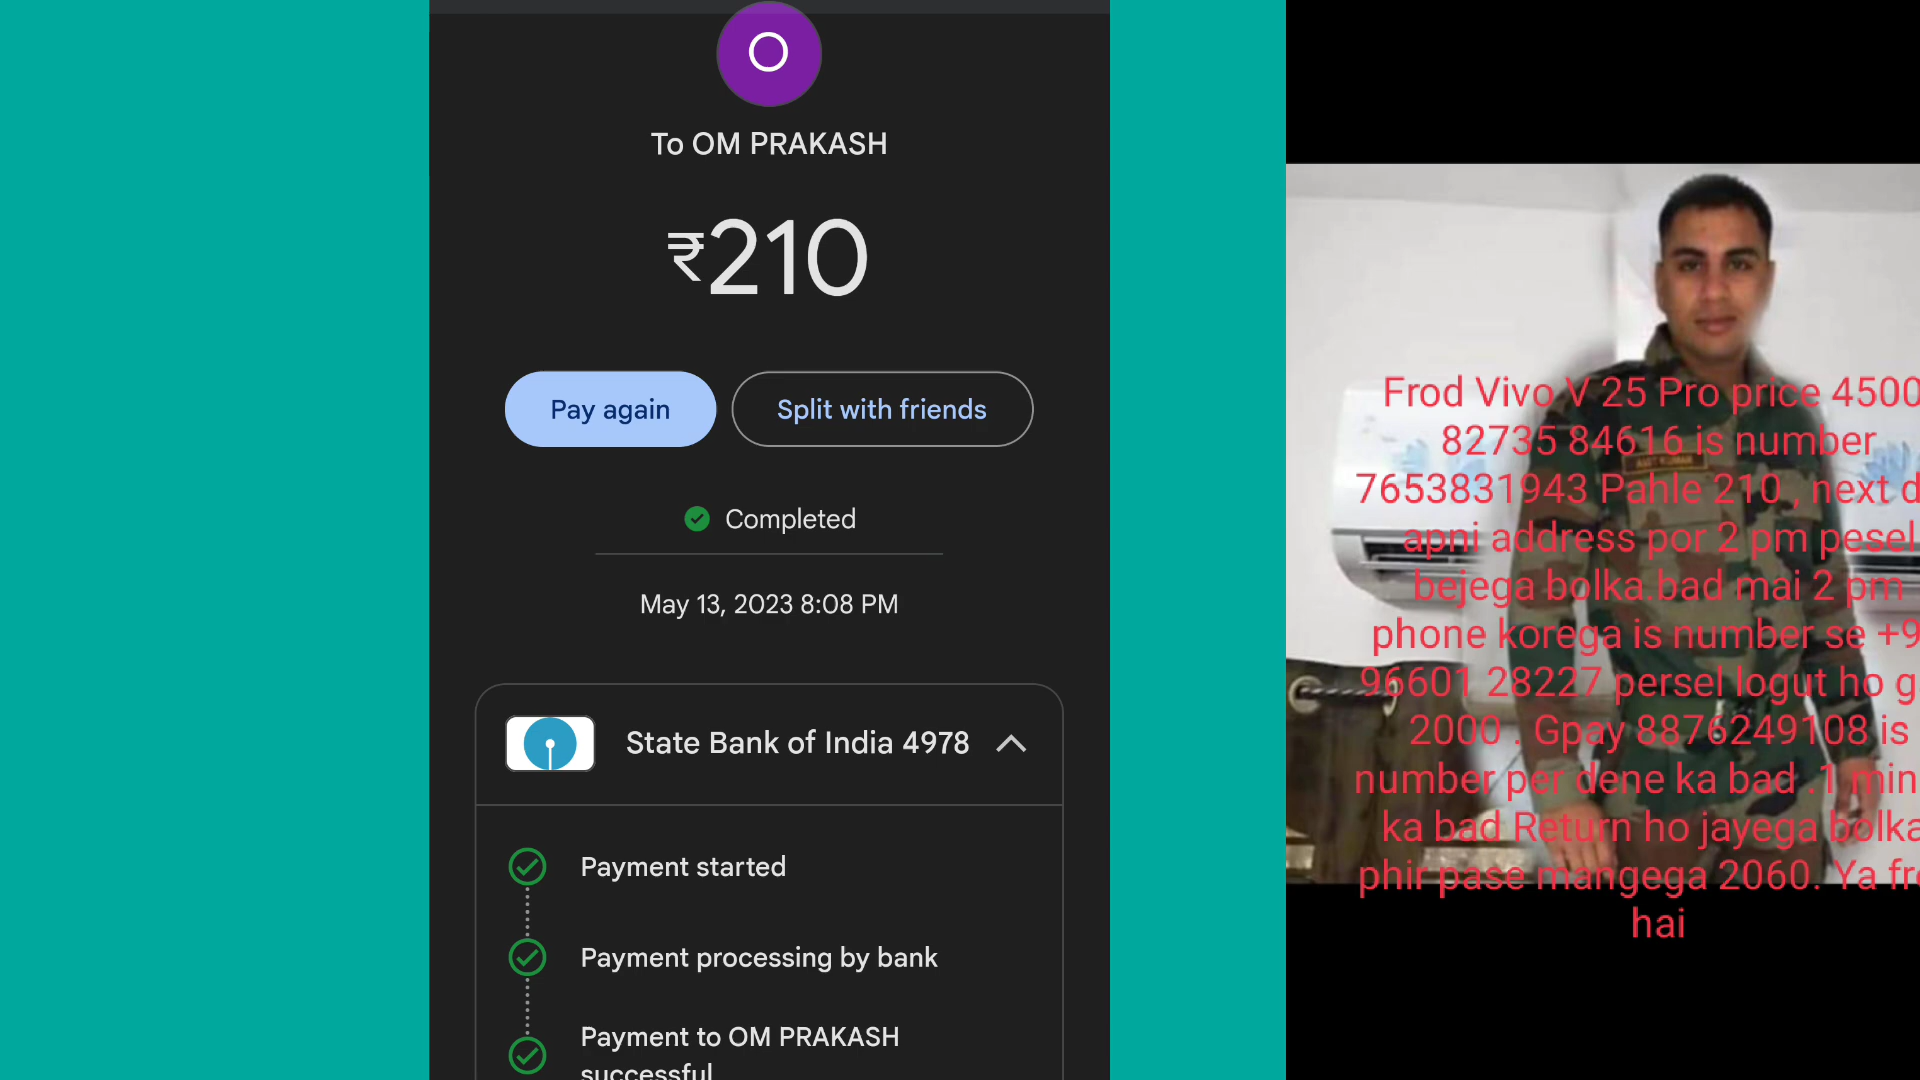 O
To OM PRAKASH
₹210
Pay again
Split with friends
Completed
May 13, 2023 8:08 PM
State Bank of India 4978
Payment started
Payment processing by bank
Payment to OM PRAKASH
successful
Frod Vivo V 25 Pro price 4500
82735 84616 is number
7653831943 Pahle 210 , next d
apni address por 2 pm pesel
bejega bolka.bad mai 2 pm
phone korega is number se +9
96601 28227 persel logut ho g
2000 . Gpay 8876249108 is
number per dene ka bad .1 min
ka bad Return ho jayega bolka
phir pase mangega 2060. Ya fr
hai